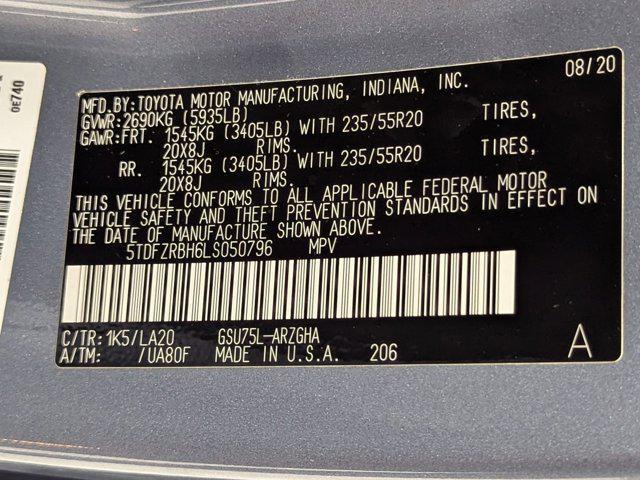 0E740
08/20
MFD.BY:TOYOTA MOTOR MANUFACTURING, INDIANA, INC.
GVWR:2690KG (5935LB)
GAWR:FRT. 1545KG (3405LB) WITH 235/55R20 TIRES,
20X8J RIMS.
RR. 1545KG (3405LB) WITH 235/55R20 TIRES,
20X8J RIMS.
THIS VEHICLE CONFORMS TO ALL APPLICABLE FEDERAL MOTOR
VEHICLE SAFETY AND THEFT PREVENTION STANDARDS IN EFFECT ON
THE DATE OF MANUFACTURE SHOWN ABOVE.
5TDFZRBH6LS050796 MPV
C/TR:1K5/LA20 GSU75L-ARZGHA
A/TM: /UA80F MADE IN U.S.A. 206 A